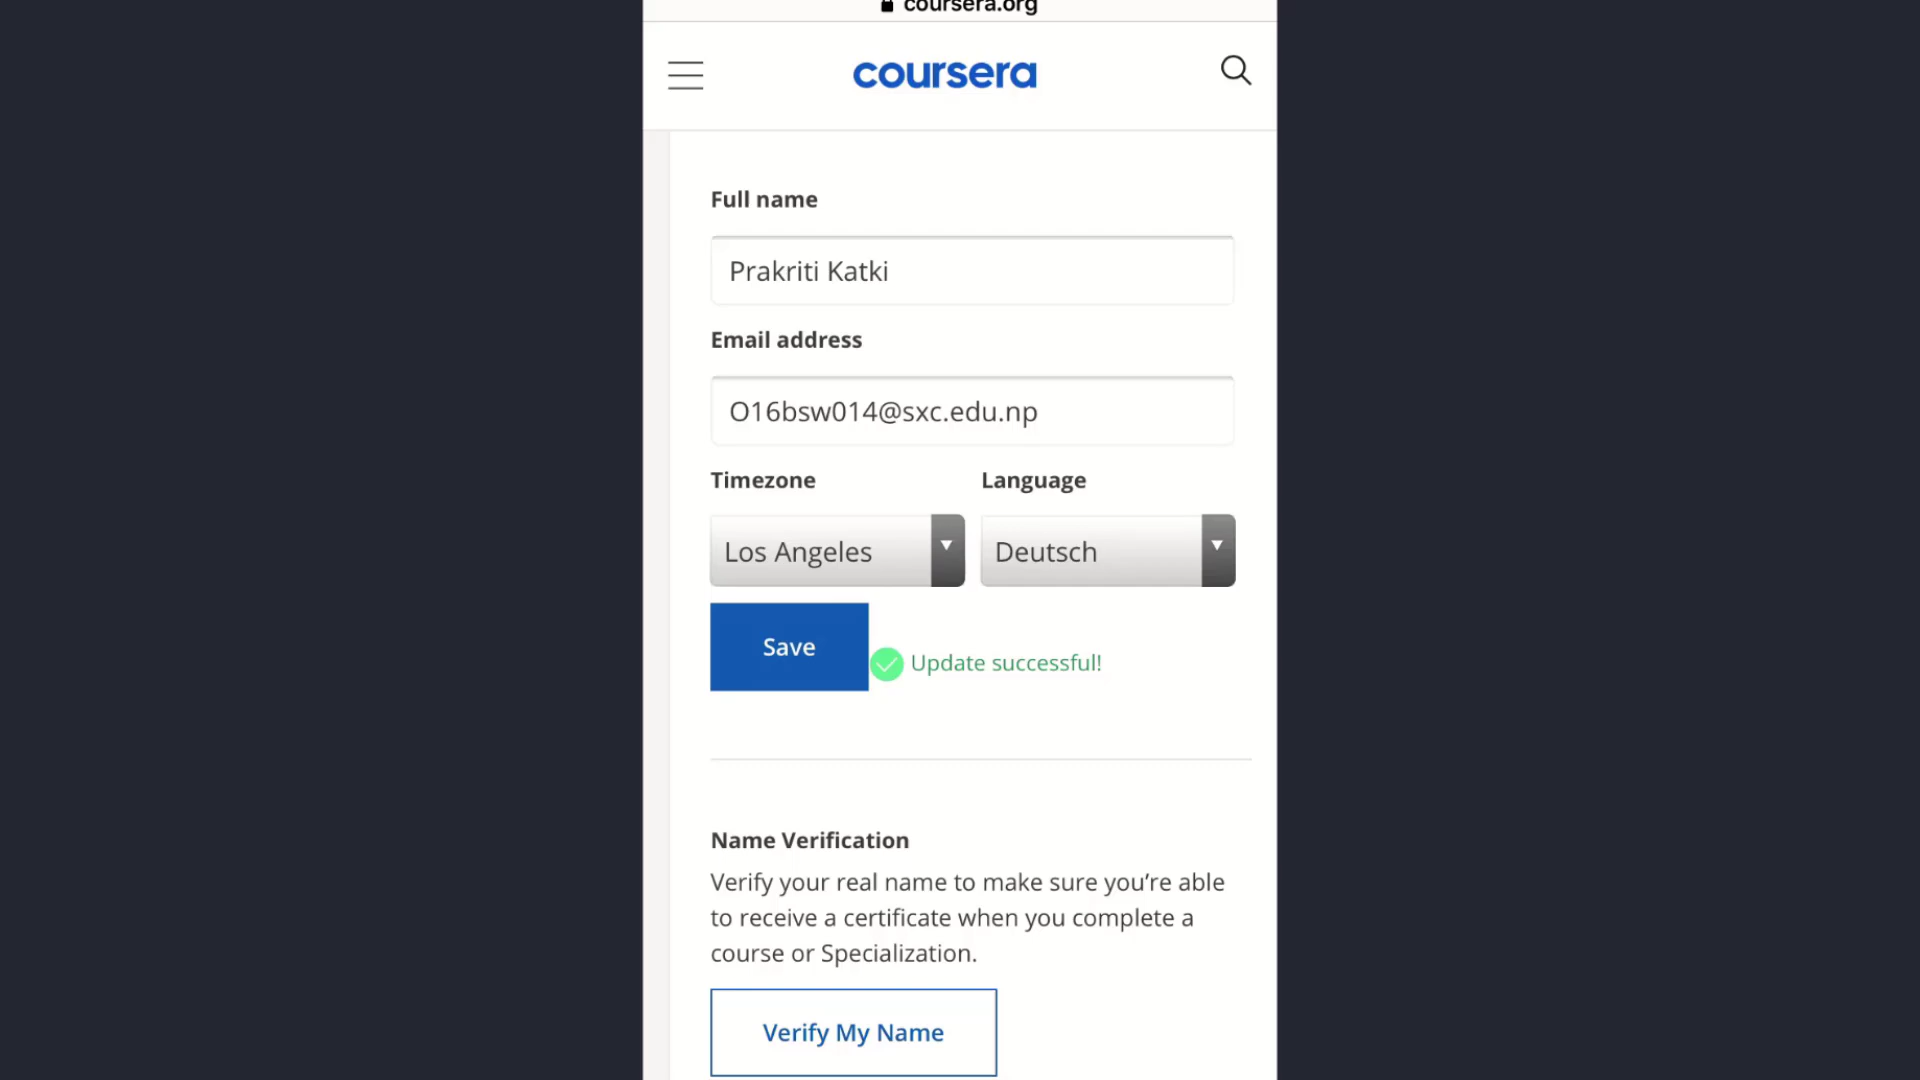 coursera.org
coursera
Full name
Prakriti Katki
Email address
O16bsw014@sxc.edu.np
Timezone Language
Los Angeles Deutsch
Save Update successful!
Name Verification
Verify your real name to make sure you’re able
to receive a certificate when you complete a
course or Specialization.
Verify My Name